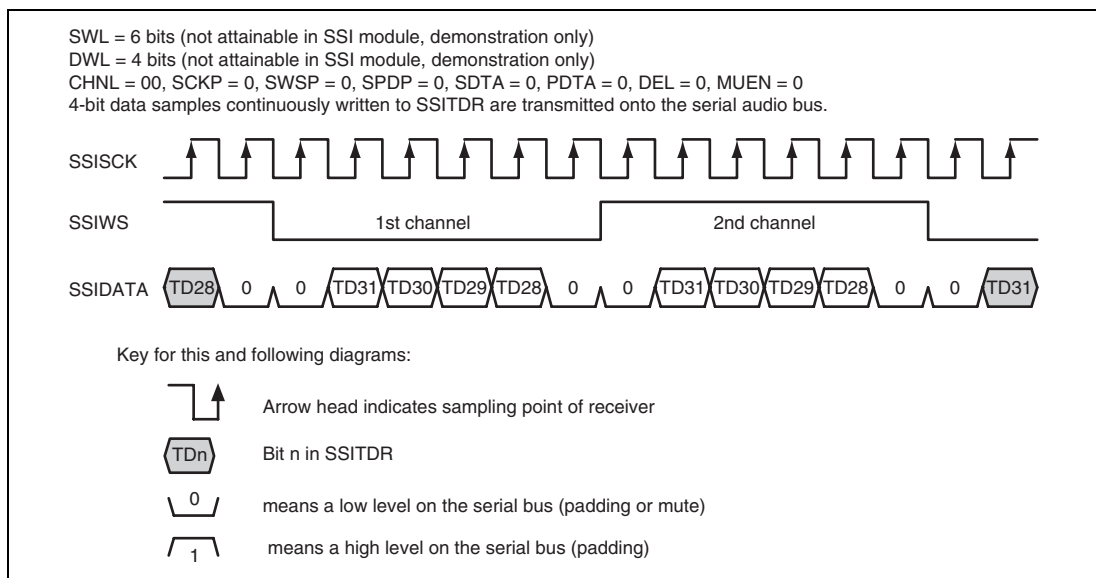 SWL = 6 bits (not attainable in SSI module, demonstration only)
DWL = 4 bits (not attainable in SSI module, demonstration only)
CHNL = 00, SCKP = 0, SWSP = 0, SPDP = 0, SDTA = 0, PDTA = 0, DEL = 0, MUEN = 0
4-bit data samples continuously written to SSITDR are transmitted onto the serial audio bus.
SSISCK
SSIWS 1st channel 2nd channel
SSIDATA TD28 0 0 TD31 TD30 TD29 TD28 0 0 TD31 TD30 TD29 TD28 0 0 TD31
Key for this and following diagrams:
Arrow head indicates sampling point of receiver
TDn Bit n in SSITDR
0 means a low level on the serial bus (padding or mute)
1 means a high level on the serial bus (padding)